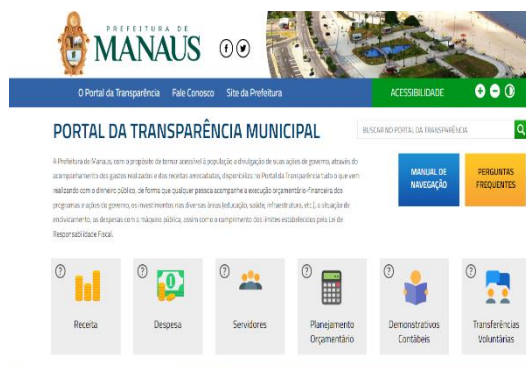 PREFEITURA DE
MANAUS
O Portal da Transparência Fale Conosco Site da Prefeitura ACESSIBILIDADE
PORTAL DA TRANSPARÊNCIA MUNICIPAL
BUSCAR NO PORTAL DA TRANSPARÊNCIA
A Prefeitura de Manaus, com o propósito de tornar acessível à população a divulgação de suas ações de governo, através do
acompanhamento dos gastos realizados e das receitas arrecadadas, disponibiliza no Portal da Transparência tudo o que vem
realizando com o dinheiro público, de forma que qualquer pessoa acompanhe a execução orçamentário-financeira dos
programas e ações de governo, os investimentos nas diversas áreas (educação, saúde, infraestrutura, etc.), a situação de
endividamento, as despesas com a máquina pública, assim como o cumprimento dos limites estabelecidos pela Lei de
Responsabilidade Fiscal.
MANUAL DE
NAVEGAÇÃO
PERGUNTAS
FREQUENTES
Receita
Despesa
Servidores
Planejamento
Orçamentário
Demonstrativos
Contábeis
Transferências
Voluntárias